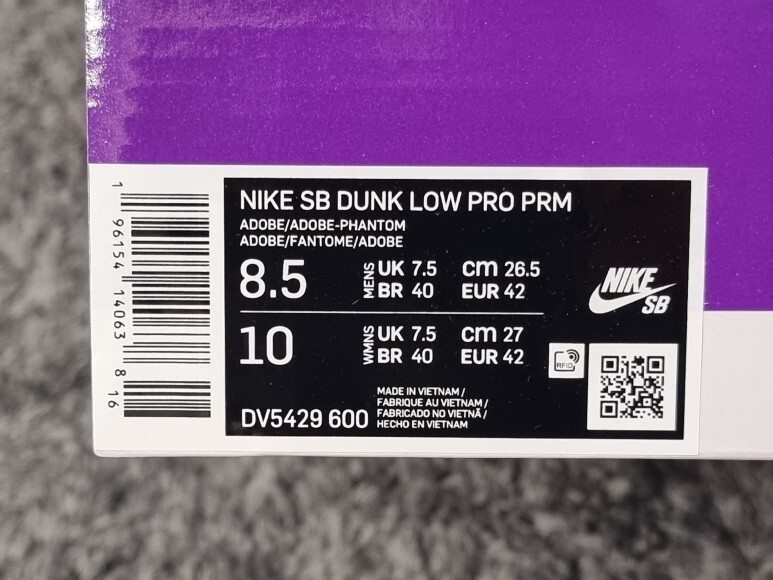 1 96154 14063 8 16
NIKE SB DUNK LOW PRO PRM
ADOBE/ADOBE-PHANTOM
ADOBE/FANTOME/ADOBE
8.5 MENS UK 7.5 cm 26.5
BR 40 EUR 42
10 WMNS UK 7.5 cm 27
BR 40 EUR 42
NIKE
SB
RFID
DV5429 600
MADE IN VIETNAM /
FABRIQUE AU VIETNAM /
FABRICADO NO VIETNÃ /
HECHO EN VIETNAM